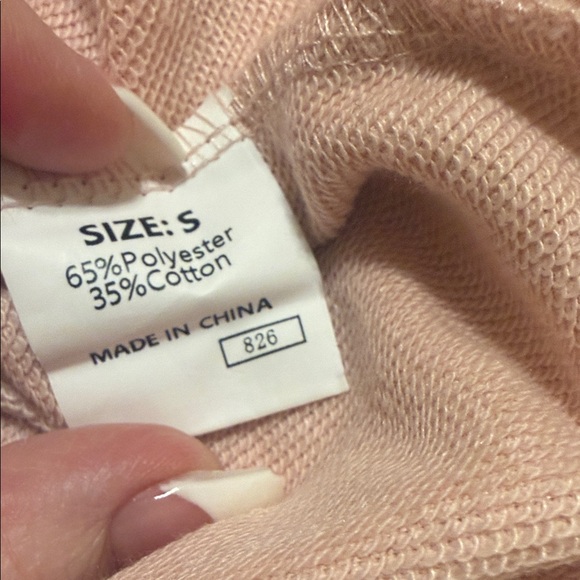 SIZE: S
65%Polyester
35%Cotton
MADE IN CHINA
826